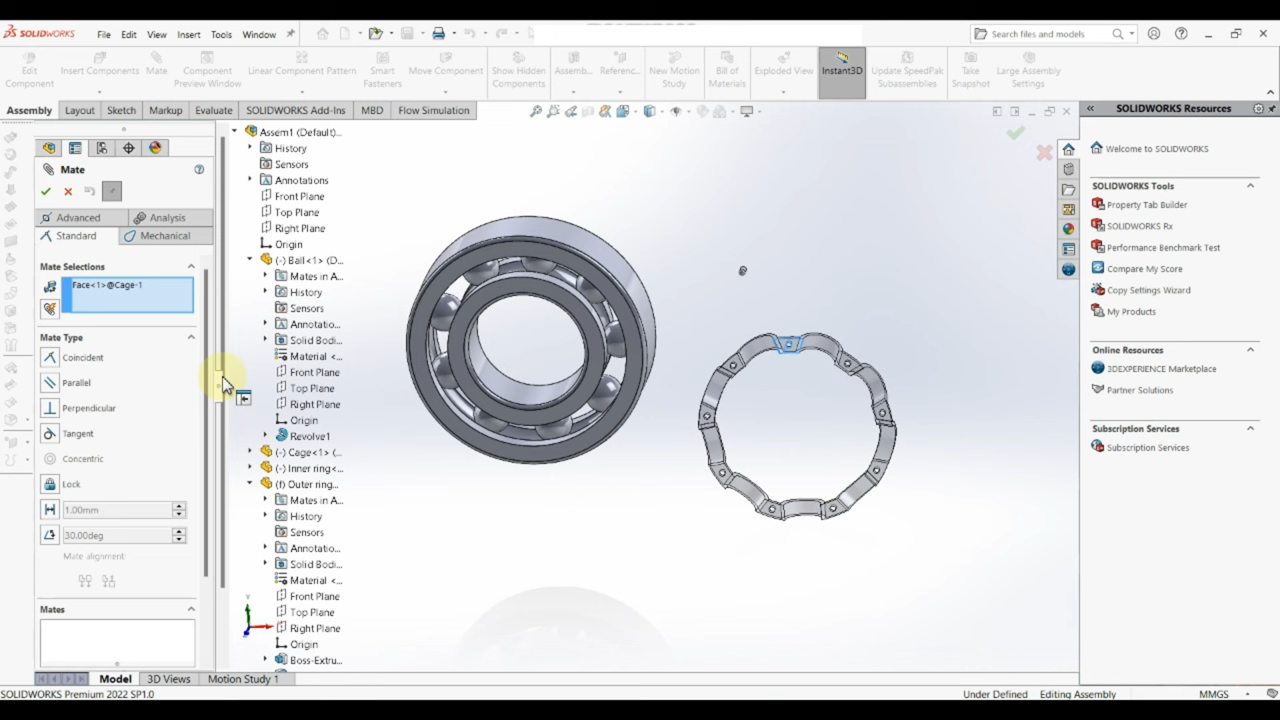 SOLIDWORKS File Edit View Insert Tools Window Search files and models
Edit Component
Insert Components
Mate
Component Preview Window
Linear Component Pattern
Smart Fasteners
Move Component
Show Hidden Components
Assemb...
Referenc...
New Motion Study
Bill of Materials
Exploded View
Instant3D
Update SpeedPak Subassemblies
Take Snapshot
Large Assembly Settings
Assembly Layout Sketch Markup Evaluate SOLIDWORKS Add-Ins MBD Flow Simulation
Mate
Advanced Analysis
Standard Mechanical
Mate Selections
Face<1>@Cage-1
Mate Type
Coincident
Parallel
Perpendicular
Tangent
Concentric
Lock
1.00mm
30.00deg
Mate alignment
Mates
Assem1 (Default)...
History
Sensors
Annotations
Front Plane
Top Plane
Right Plane
Origin
(-) Ball<1> (D...
Mates in A...
History
Sensors
Annotatio...
Solid Bodi...
Material <...
Front Plane
Top Plane
Right Plane
Origin
Revolve1
(-) Cage<1> (...
(-) Inner ring<...
(f) Outer ring...
Mates in A...
History
Sensors
Annotatio...
Solid Bodi...
Material <...
Front Plane
Top Plane
Right Plane
Origin
Boss-Extru...
SOLIDWORKS Resources
Welcome to SOLIDWORKS
SOLIDWORKS Tools
Property Tab Builder
SOLIDWORKS Rx
Performance Benchmark Test
Compare My Score
Copy Settings Wizard
My Products
Online Resources
3DEXPERIENCE Marketplace
Partner Solutions
Subscription Services
Subscription Services
Model 3D Views Motion Study 1
SOLIDWORKS Premium 2022 SP1.0 Under Defined Editing Assembly MMGS